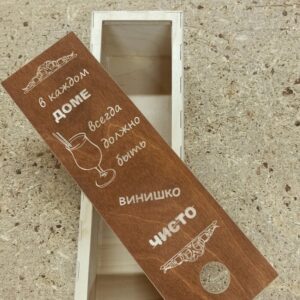 в каждом
ДОМЕ
всегда
должно
быть
ВИНИШКО
ЧИСТО